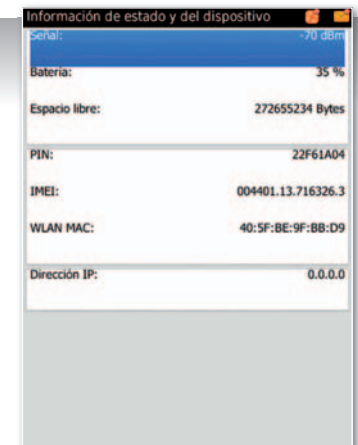 Información de estado y del dispositivo
Señal: -70 dBm
Batería: 35 %
Espacio libre: 272655234 Bytes
PIN: 22F61A04
IMEI: 004401.13.716326.3
WLAN MAC: 40:5F:BE:9F:BB:D9
Dirección IP: 0.0.0.0